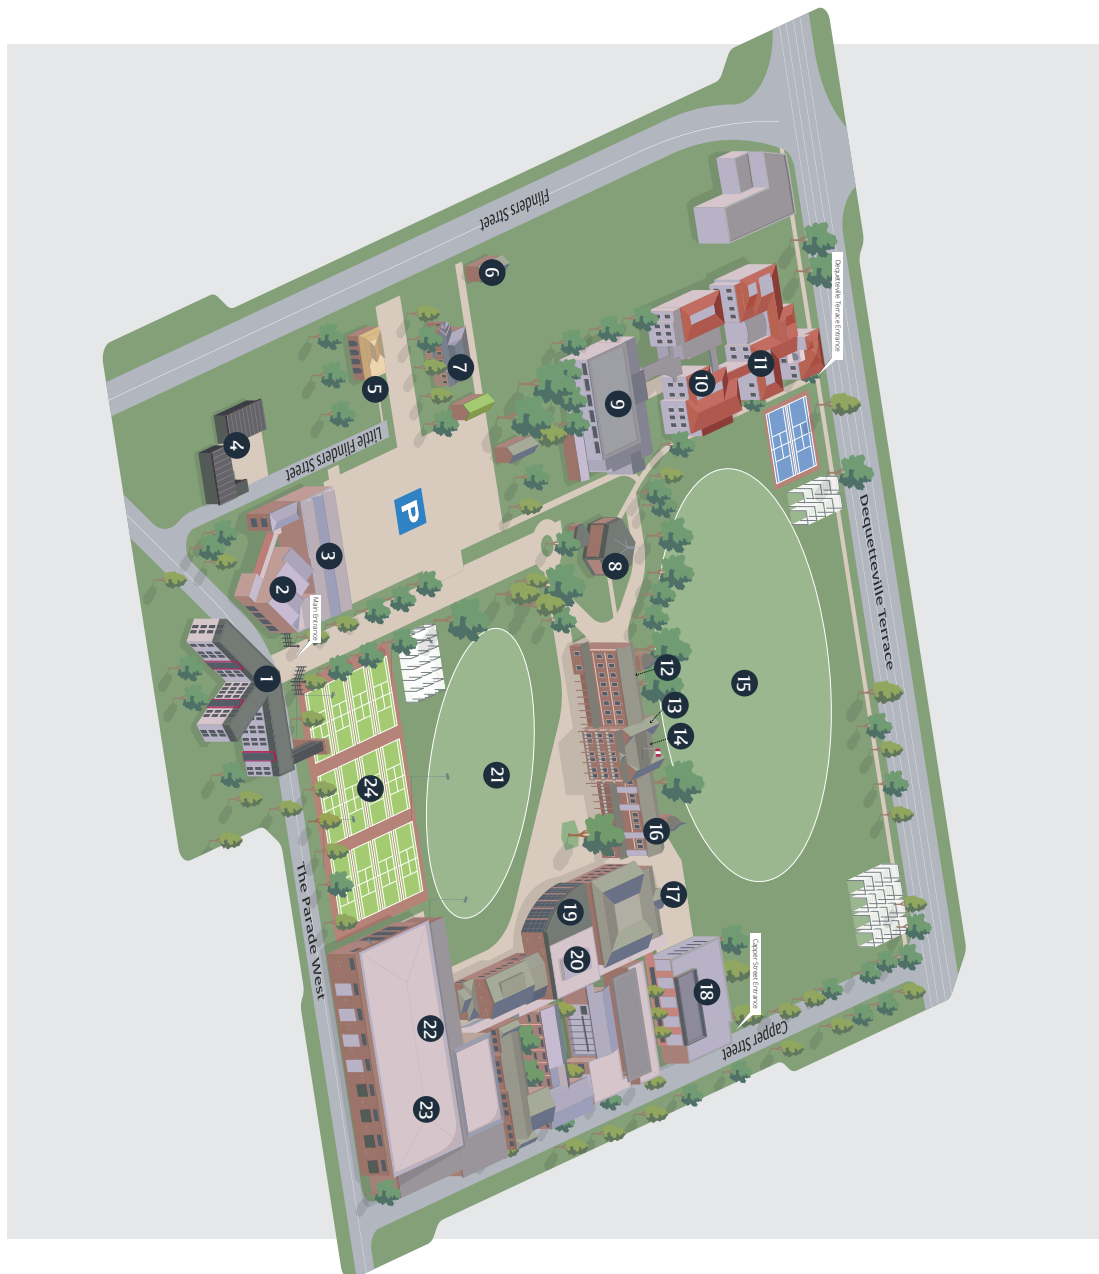 Flinders Street
Dequetteville Terrace Entrance
6
7
5
11
10
9
Little Flinders Street
4
P
Dequetteville Terrace
3
8
2
Main Entrance
1
12
15
13
14
21
24
16
17
The Parade West
19
20
18
Capper Street Entrance
Capper Street
22
23